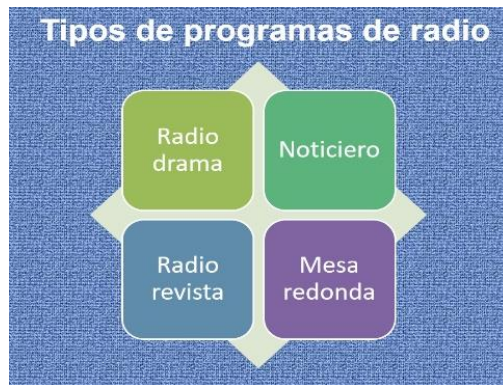 Tipos de programas de radio
Radio
drama
Noticiero
Radio
revista
Mesa
redonda